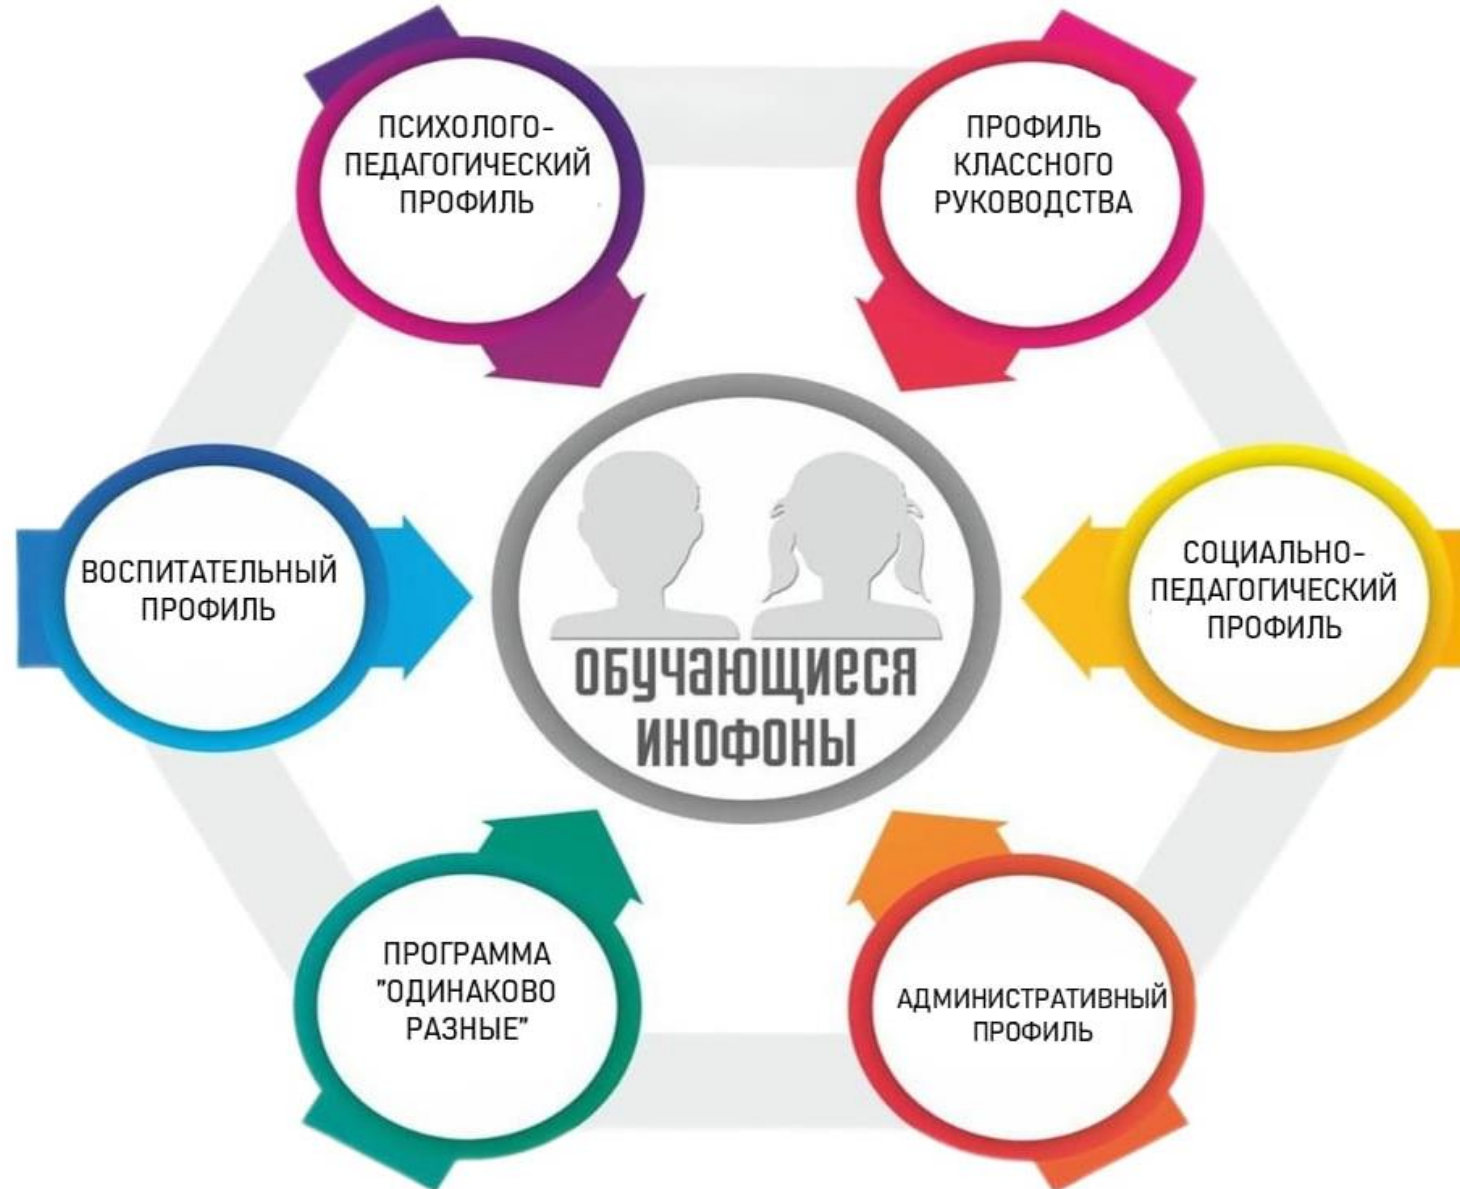 ПСИХОЛОГО-
ПЕДАГОГИЧЕСКИЙ
ПРОФИЛЬ
ПРОФИЛЬ
КЛАССНОГО
РУКОВОДСТВА
ВОСПИТАТЕЛЬНЫЙ
ПРОФИЛЬ
ОБУЧАЮЩИЕСЯ
ИНОФОНЫ
СОЦИАЛЬНО-
ПЕДАГОГИЧЕСКИЙ
ПРОФИЛЬ
ПРОГРАММА
"ОДИНАКОВО
РАЗНЫЕ"
АДМИНИСТРАТИВНЫЙ
ПРОФИЛЬ